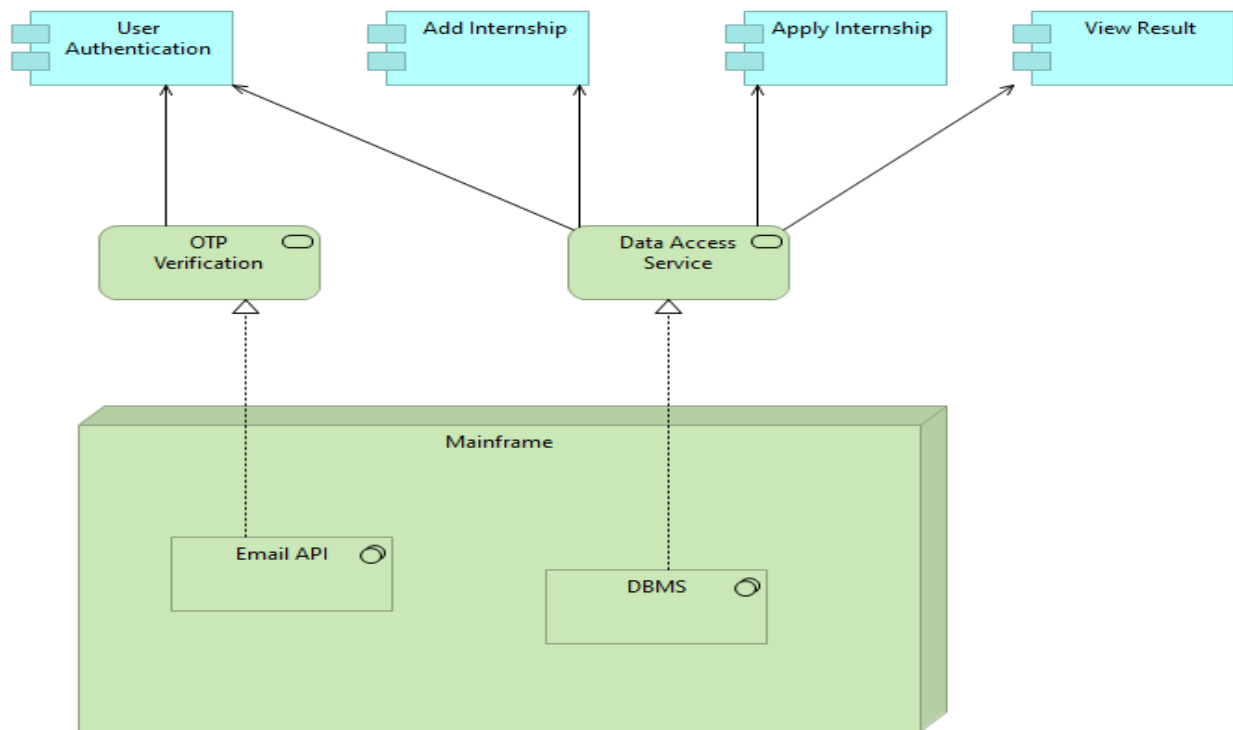 User
Authentication
Add Internship
Apply Internship
View Result
OTP
Verification
Data Access
Service
Mainframe
Email API
DBMS